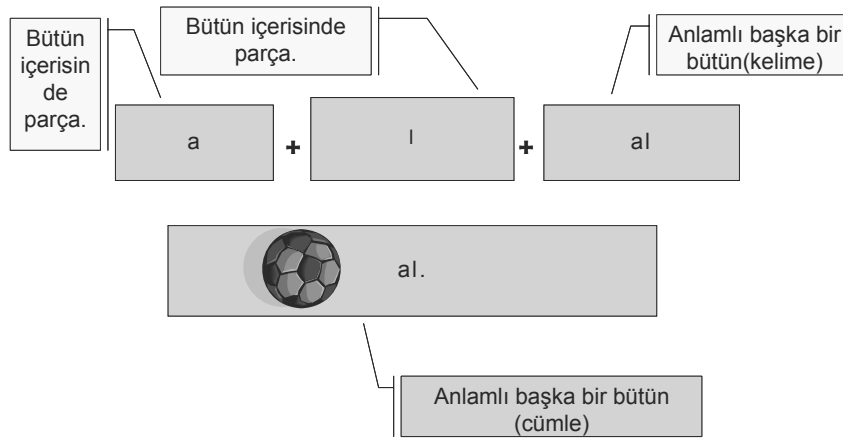 Bütün
içerisin
de
parça.
Bütün içerisinde
parça.
Anlamlı başka bir
bütün(kelime)
a + l + al
al.
Anlamlı başka bir bütün
(cümle)